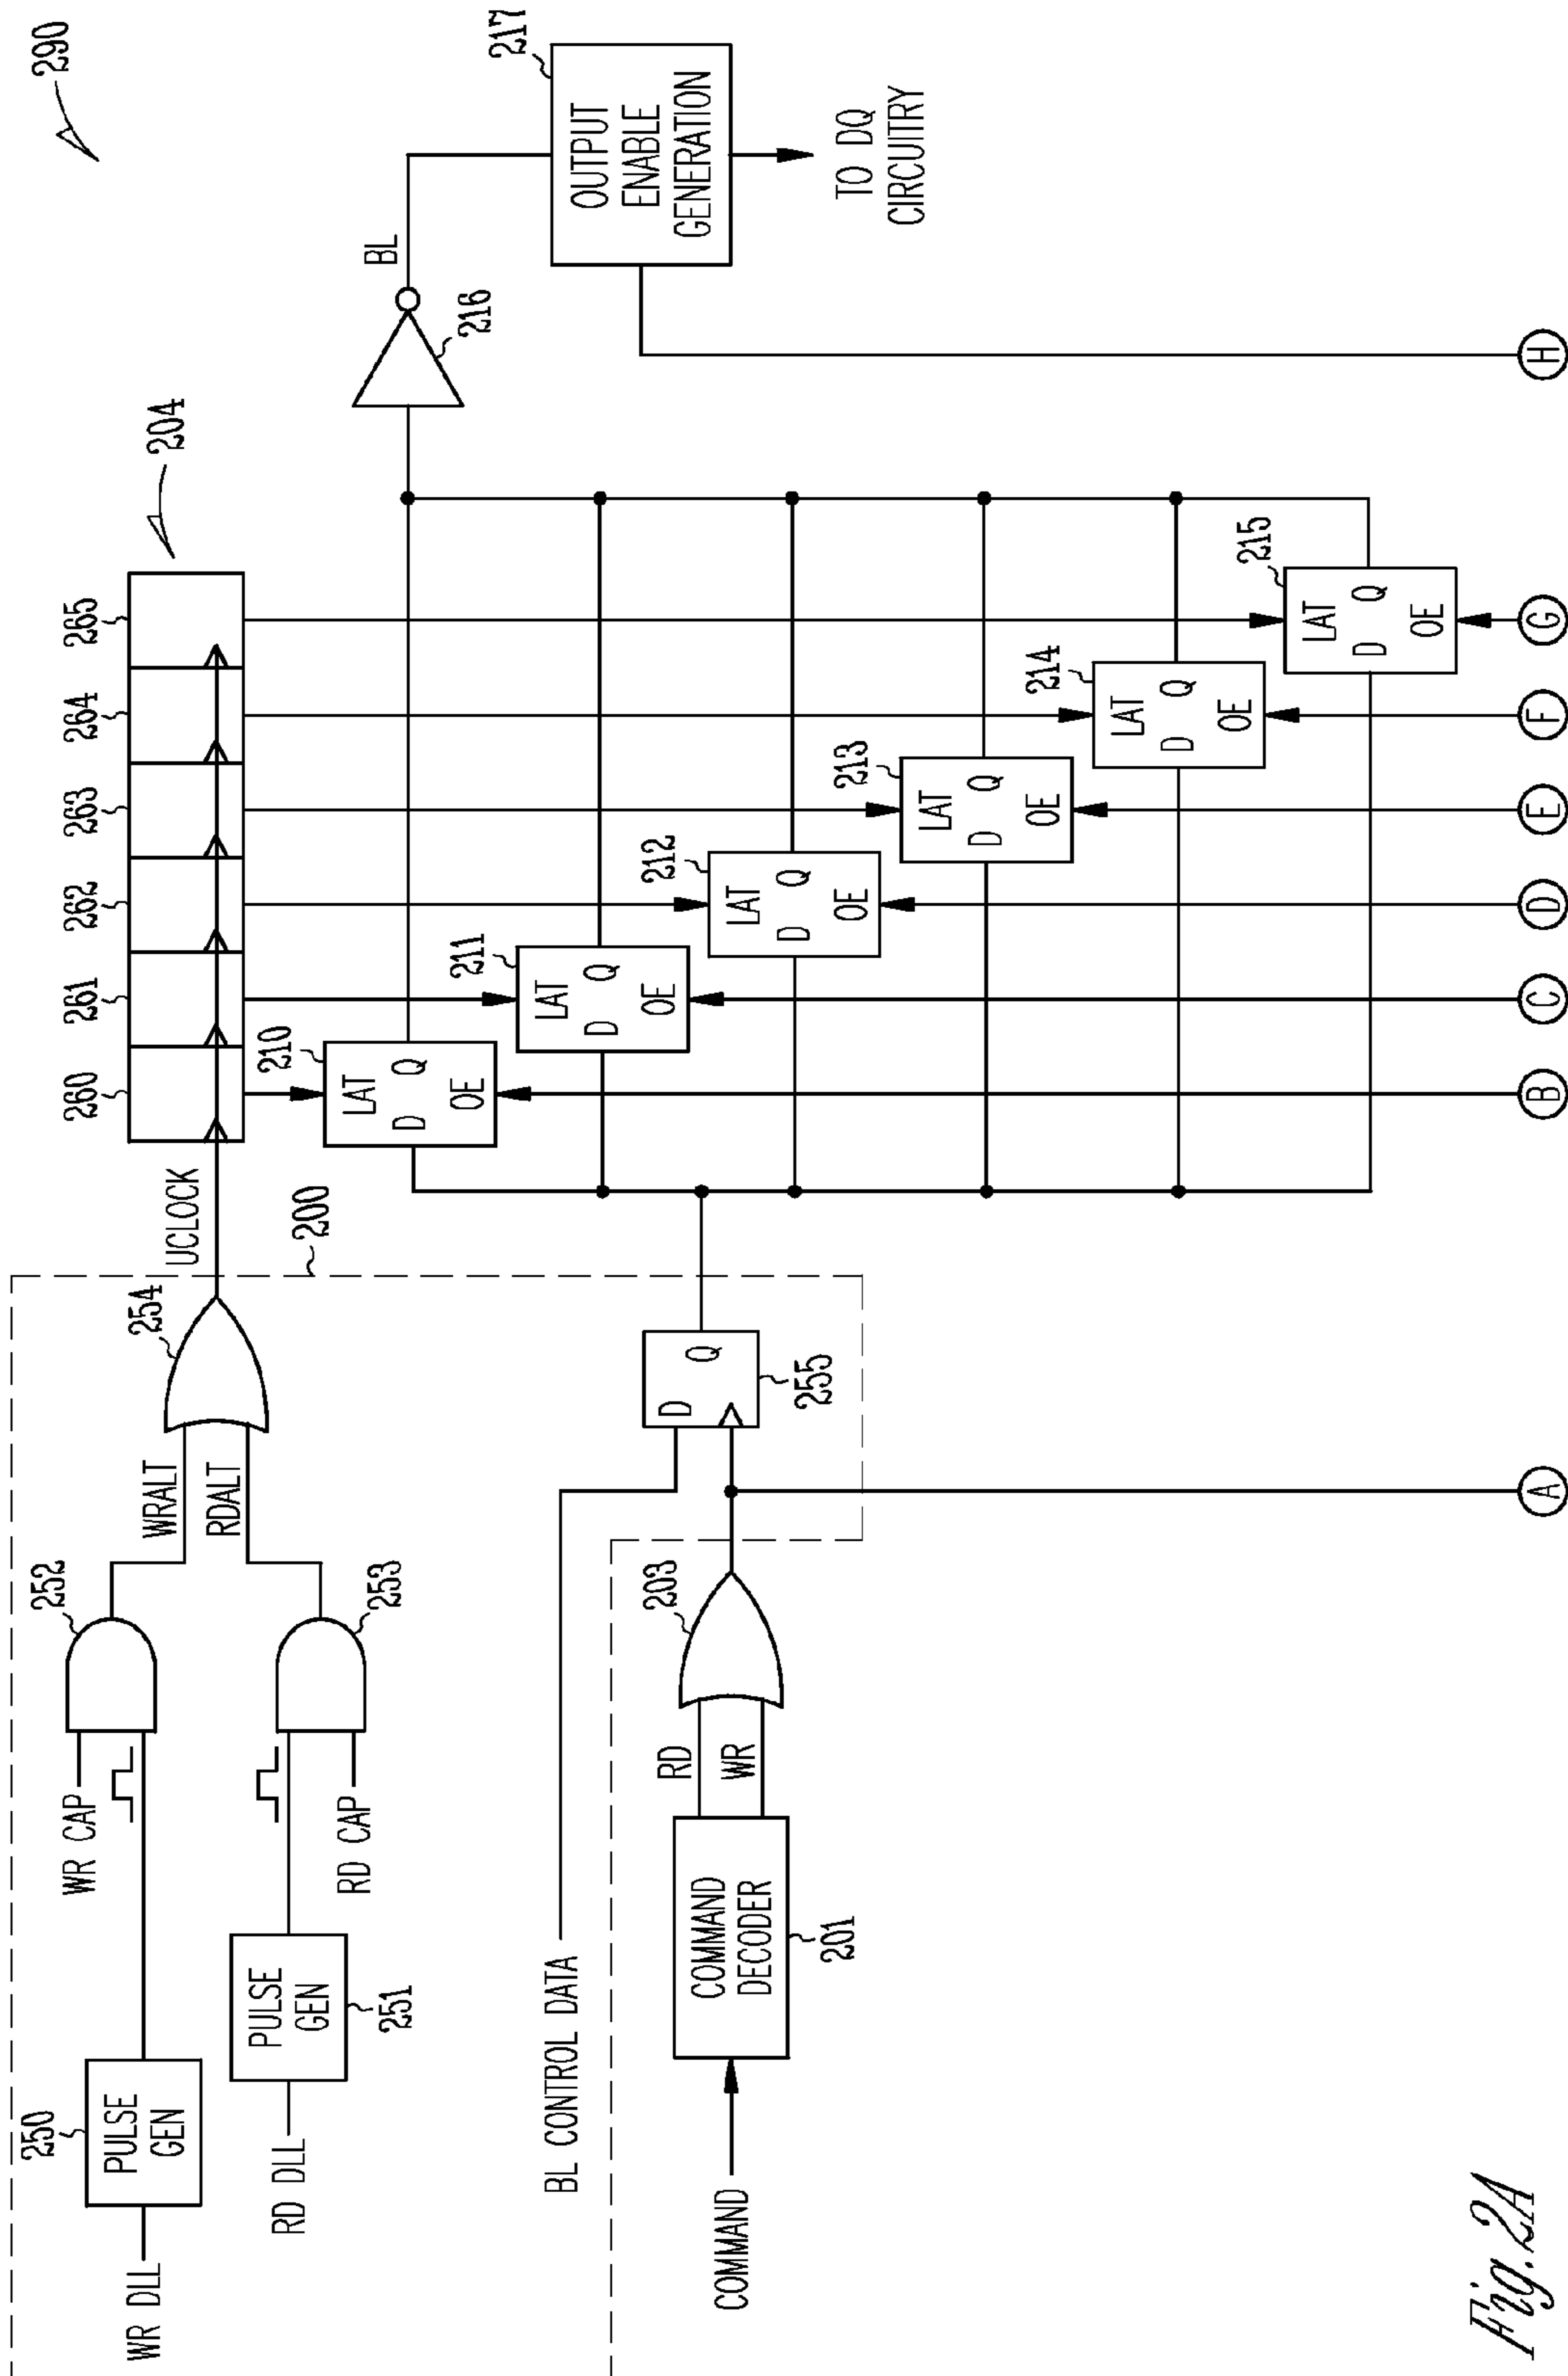 290
204
265
264
263
262
261
260
UCLOCK
200
254
WRALT
RDALT
252
253
WR CAP
RD CAP
250
PULSE
GEN
WR DLL
PULSE
GEN
251
RD DLL
BL CONTROL DATA
COMMAND
COMMAND
DECODER
201
RD
WR
203
D
Q
255
210
LAT
D Q
OE
211
LAT
D Q
OE
212
LAT
D Q
OE
213
LAT
D Q
OE
214
LAT
D Q
OE
215
LAT
D Q
OE
216
BL
217
OUTPUT
ENABLE
GENERATION
TO DQ
CIRCUITRY
A
B
C
D
E
F
G
H
Fig. 2A